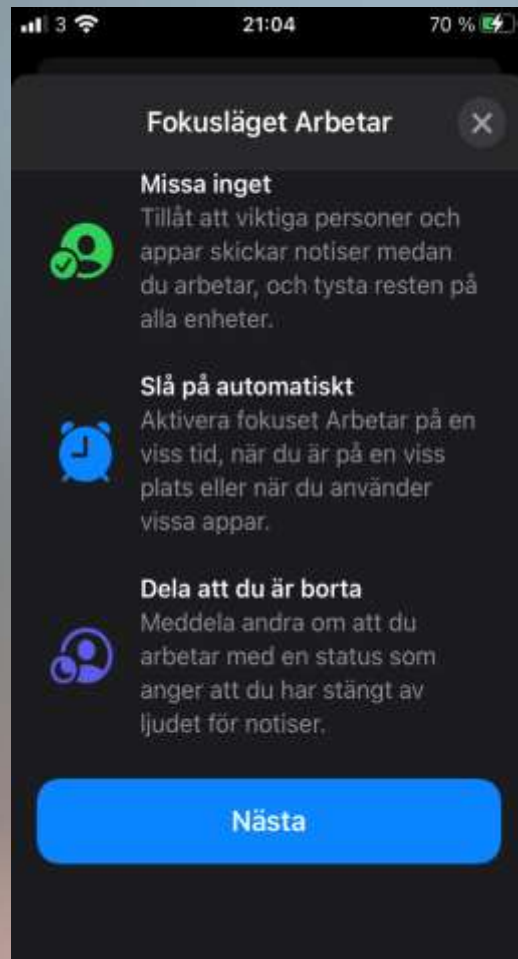 3
21:04
70 %
Fokusläget Arbetar
Missa inget
Tillåt att viktiga personer och
appar skickar notiser medan
du arbetar, och tysta resten på
alla enheter.
Slå på automatiskt
Aktivera fokuset Arbetar på en
viss tid, när du är på en viss
plats eller när du använder
vissa appar.
Dela att du är borta
Meddela andra om att du
arbetar med en status som
anger att du har stängt av
ljudet för notiser.
Nästa